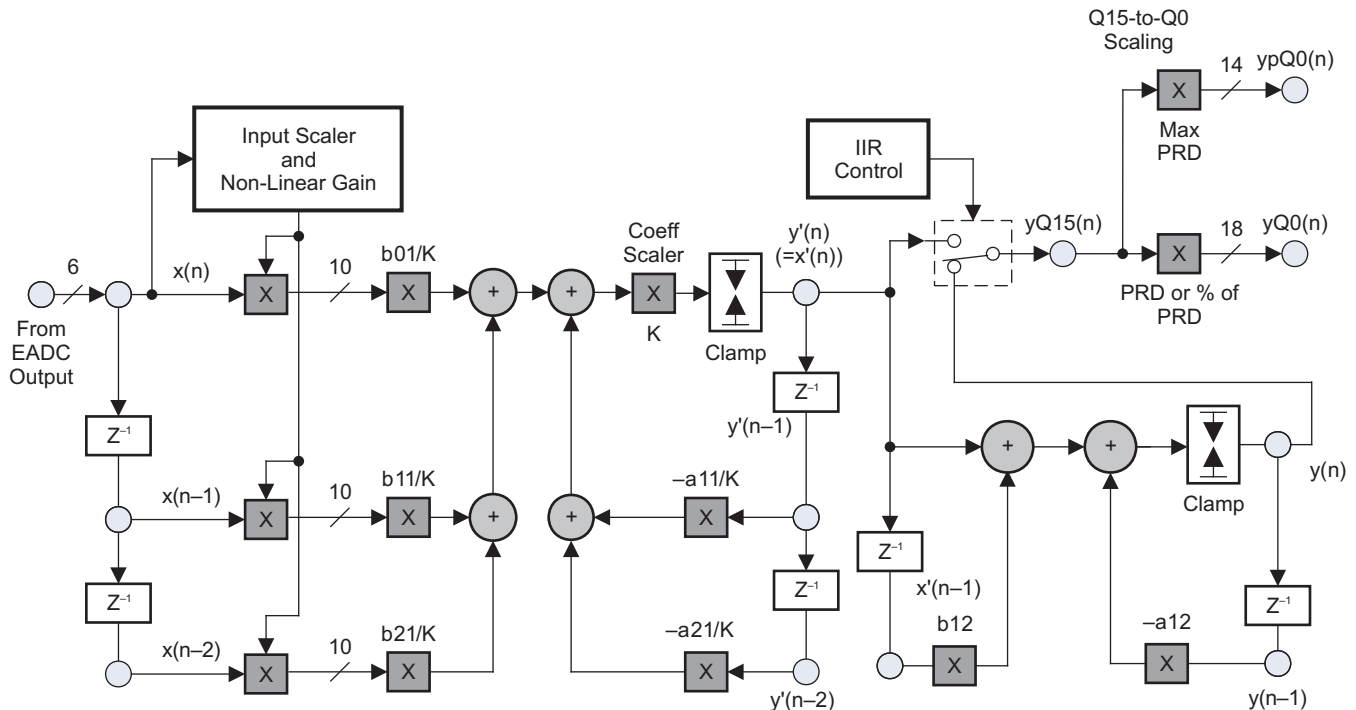 Q15-to-Q0
Scaling
14
ypQ0(n)
X
Max
PRD
Input Scaler
and
Non-Linear Gain
IIR
Control
6
x(n)
X
10
b01/K
X
+
+
Coeff
Scaler
X
K
Clamp
y'(n)
(=x'(n))
yQ15(n)
X
18
yQ0(n)
PRD or % of
PRD
From
EADC
Output
Z–1
y'(n–1)
Z–1
x(n–1)
X
10
b11/K
X
+
+
–a11/K
X
+
+
Clamp
y(n)
Z–1
Z–1
Z–1
x'(n–1)
Z–1
x(n–2)
X
10
b21/K
X
–a21/K
X
y'(n–2)
b12
X
–a12
X
y(n–1)